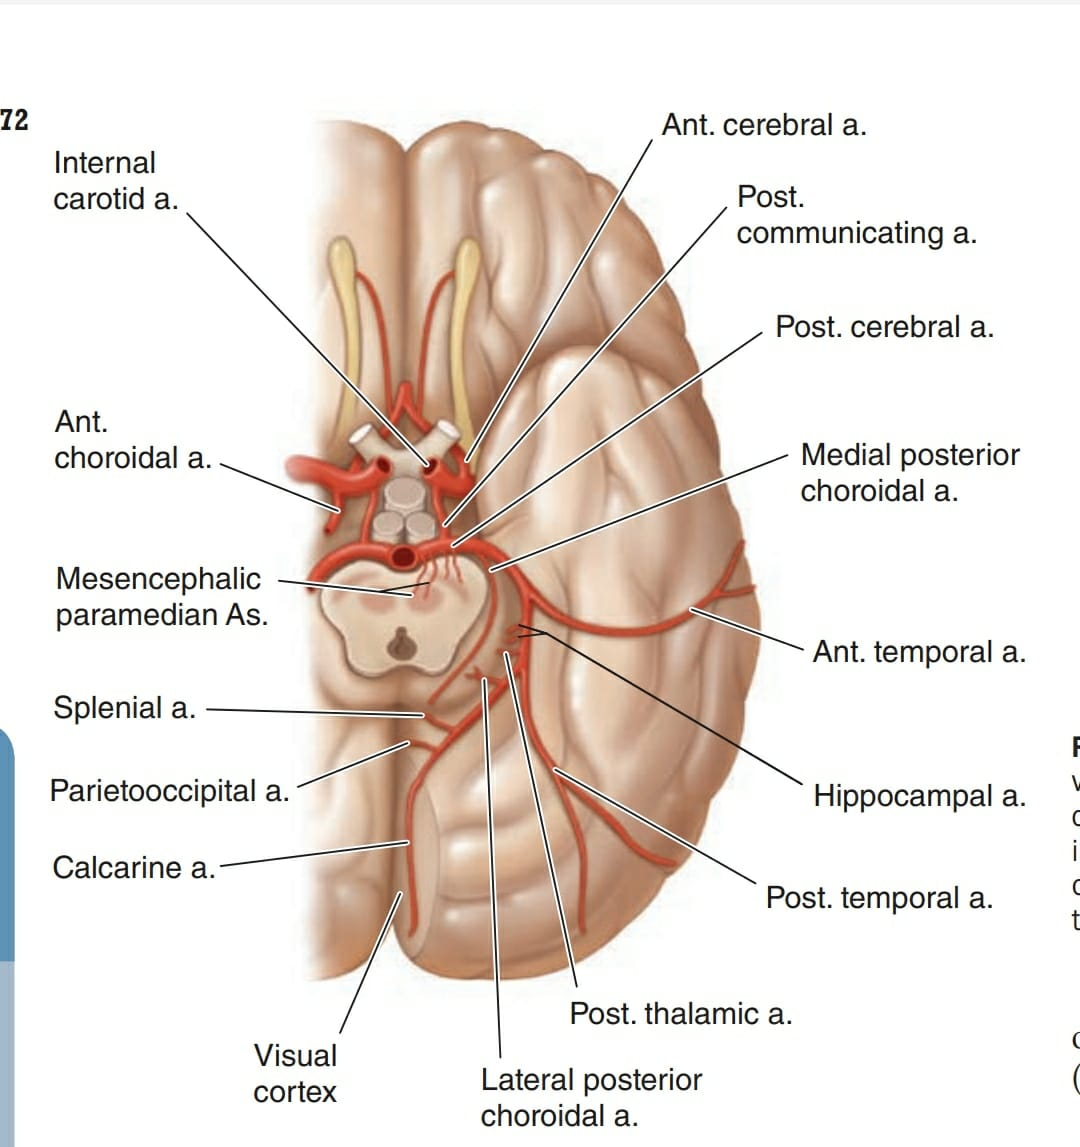 72
Ant. cerebral a.
Internal
carotid a.
Post.
communicating a.
Post. cerebral a.
Ant.
choroidal a.
Medial posterior
choroidal a.
Mesencephalic
paramedian As.
Ant. temporal a.
Splenial a.
Parietooccipital a.
Hippocampal a.
Calcarine a.
Post. temporal a.
Post. thalamic a.
Visual
cortex
Lateral posterior
choroidal a.